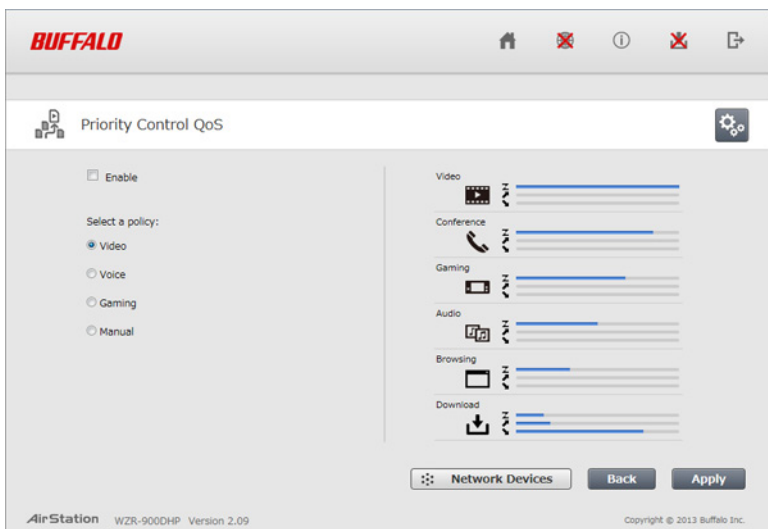 BUFFALO
Priority Control QoS
Enable
Select a policy:
Video
Voice
Gaming
Manual
Video
Conference
Gaming
Audio
Browsing
Download
Network Devices
Back
Apply
AirStation WZR-900DHP Version 2.09
Copyright © 2013 Buffalo Inc.